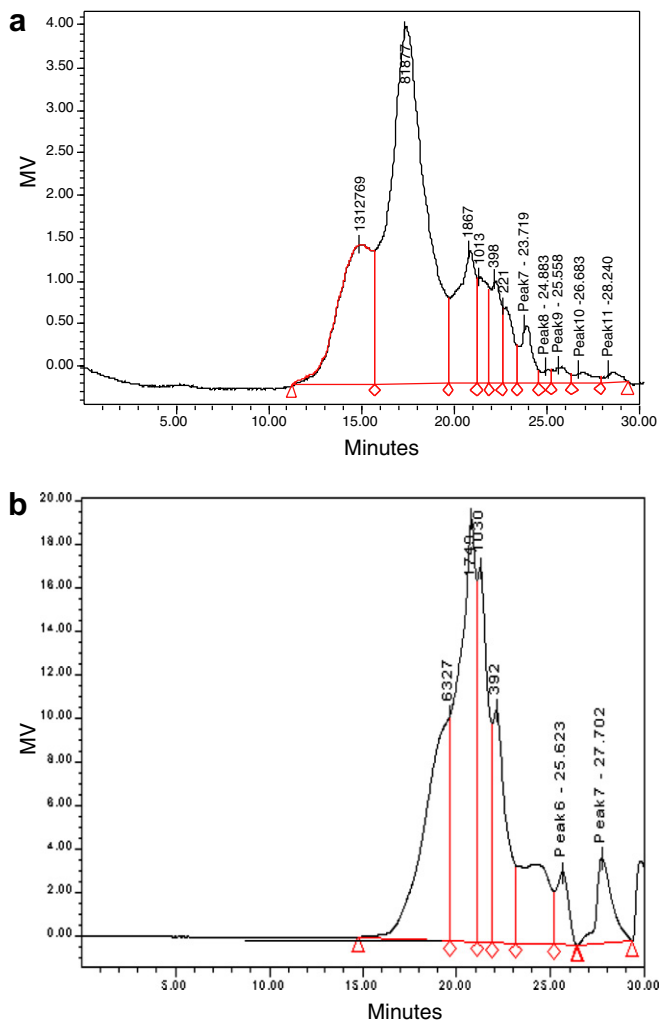 a
4.00
3.50
3.00
2.50
2.00
1.50
1.00
0.50
0.00
MV
1312769
81877
1867
1013
398
221
Peak7 - 23.719
Peak8 - 24.883
Peak9 - 25.558
Peak10 -26.683
Peak11 -28.240
5.00 10.00 15.00 20.00 25.00 30.00
Minutes
b
20.00
18.00
16.00
14.00
12.00
10.00
8.00
6.00
4.00
2.00
0.00
MV
6327
1740
1030
392
Peak6 - 25.623
Peak7 - 27.702
5.00 10.00 15.00 20.00 25.00 30.00
Minutes